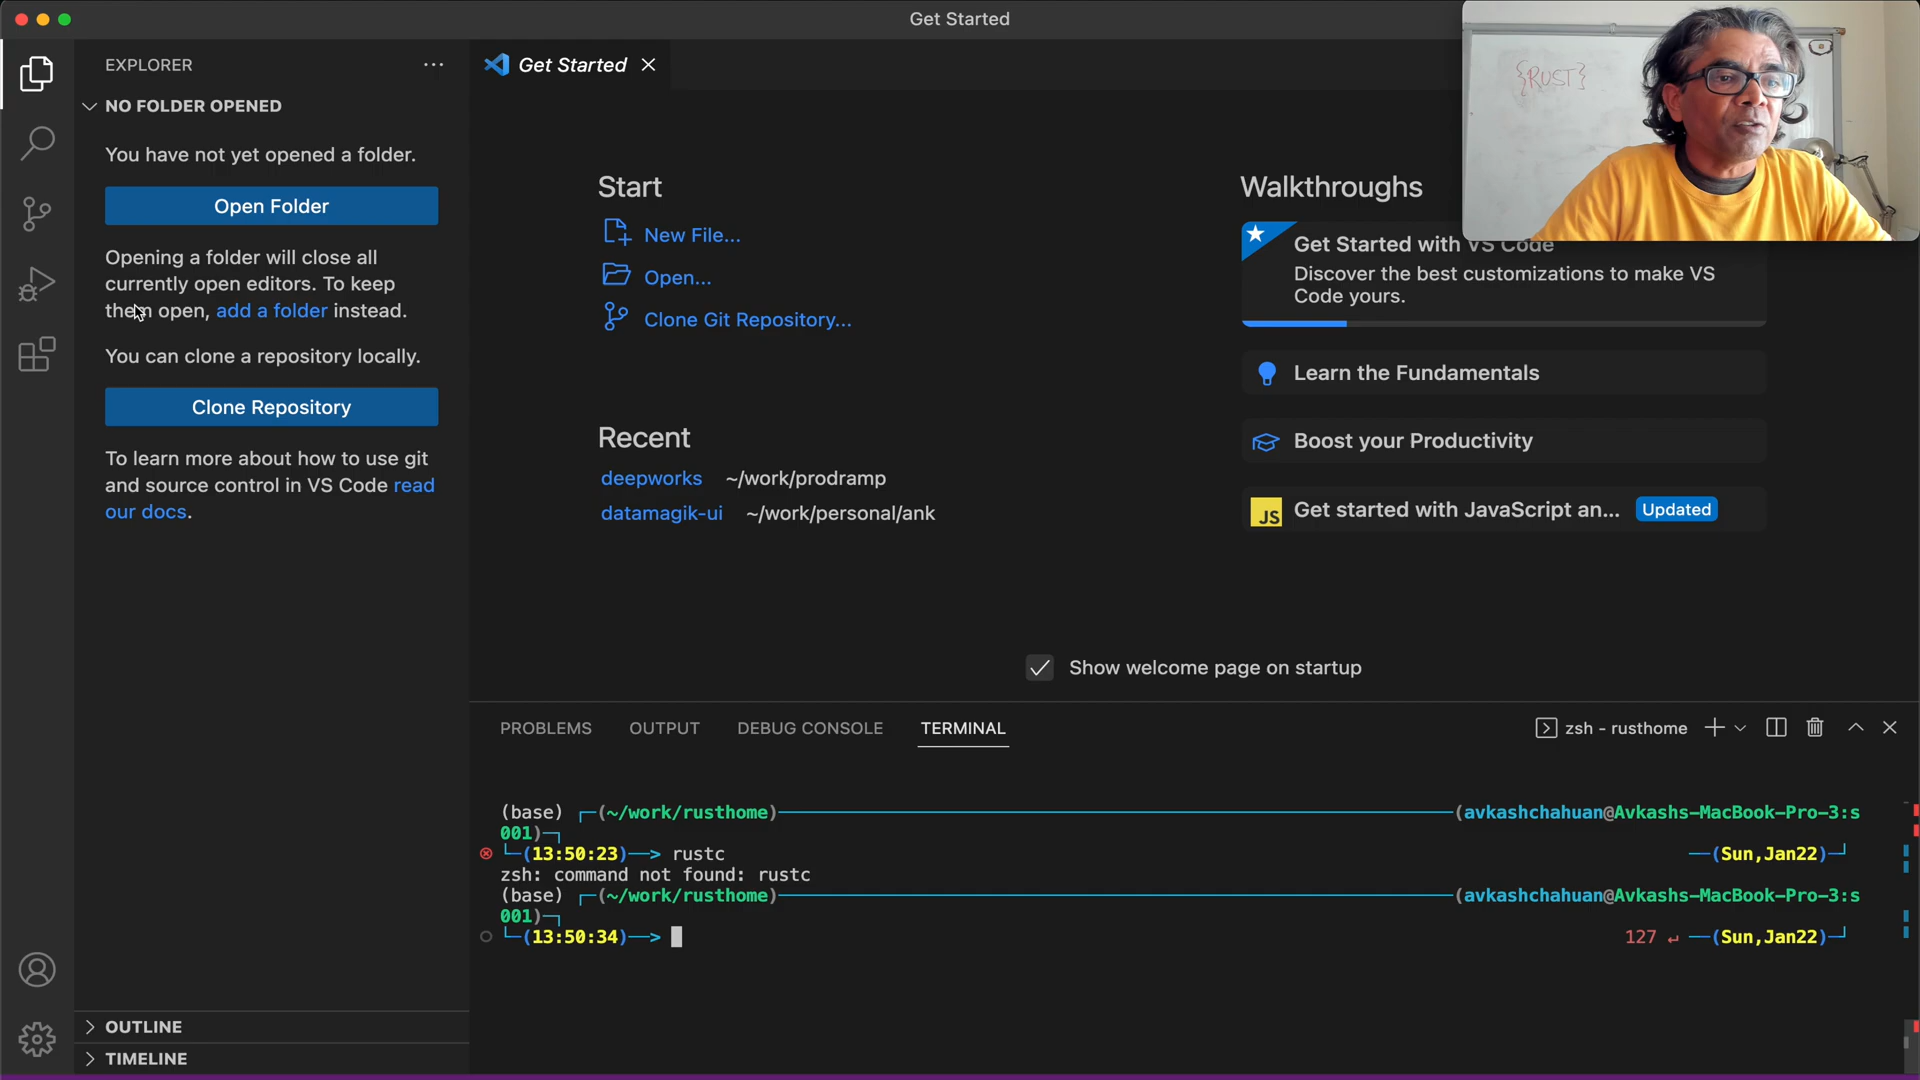 Get Started
EXPLORER
NO FOLDER OPENED
You have not yet opened a folder.
Open Folder
Opening a folder will close all
currently open editors. To keep
them open, add a folder instead.
You can clone a repository locally.
Clone Repository
To learn more about how to use git
and source control in VS Code read
our docs.
OUTLINE
TIMELINE
Get Started
Start
New File...
Open...
Clone Git Repository...
Recent
deepworks ~/work/prodramp
datamagik-ui ~/work/personal/ank
Walkthroughs
Get Started with VS Code
Discover the best customizations to make VS
Code yours.
Learn the Fundamentals
Boost your Productivity
JS Get started with JavaScript an... Updated
Show welcome page on startup
{RUST}
PROBLEMS OUTPUT DEBUG CONSOLE TERMINAL zsh - rusthome
(base) ┌─(~/work/rusthome)────(avkashchahuan@Avkashs-MacBook-Pro-3:s
001)─┐
└─(13:50:23)──> rustc ──(Sun,Jan22)─┘
zsh: command not found: rustc
(base) ┌─(~/work/rusthome)────(avkashchahuan@Avkashs-MacBook-Pro-3:s
001)─┐
└─(13:50:34)──> 127 ↵ ──(Sun,Jan22)─┘